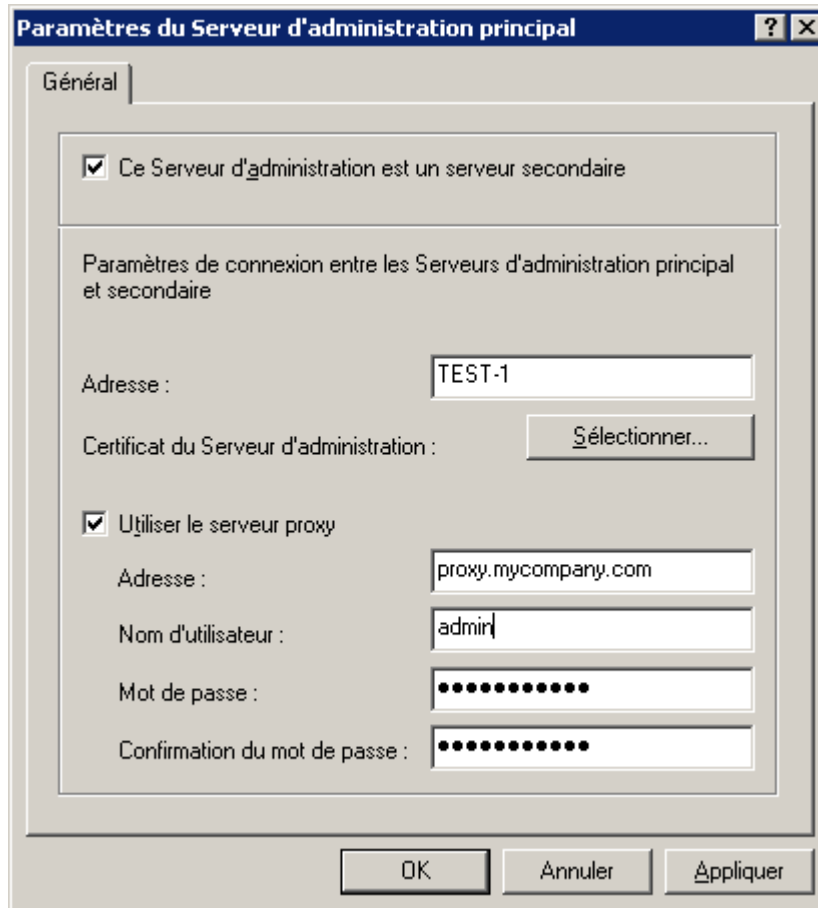 Paramètres du Serveur d'administration principal
Général
Ce Serveur d'administration est un serveur secondaire
Paramètres de connexion entre les Serveurs d'administration principal
et secondaire
Adresse : TEST-1
Certificat du Serveur d'administration : Sélectionner...
Utiliser le serveur proxy
Adresse : proxy.mycompany.com
Nom d'utilisateur : admin
Mot de passe : •••••••••••
Confirmation du mot de passe : •••••••••••
OK Annuler Appliquer